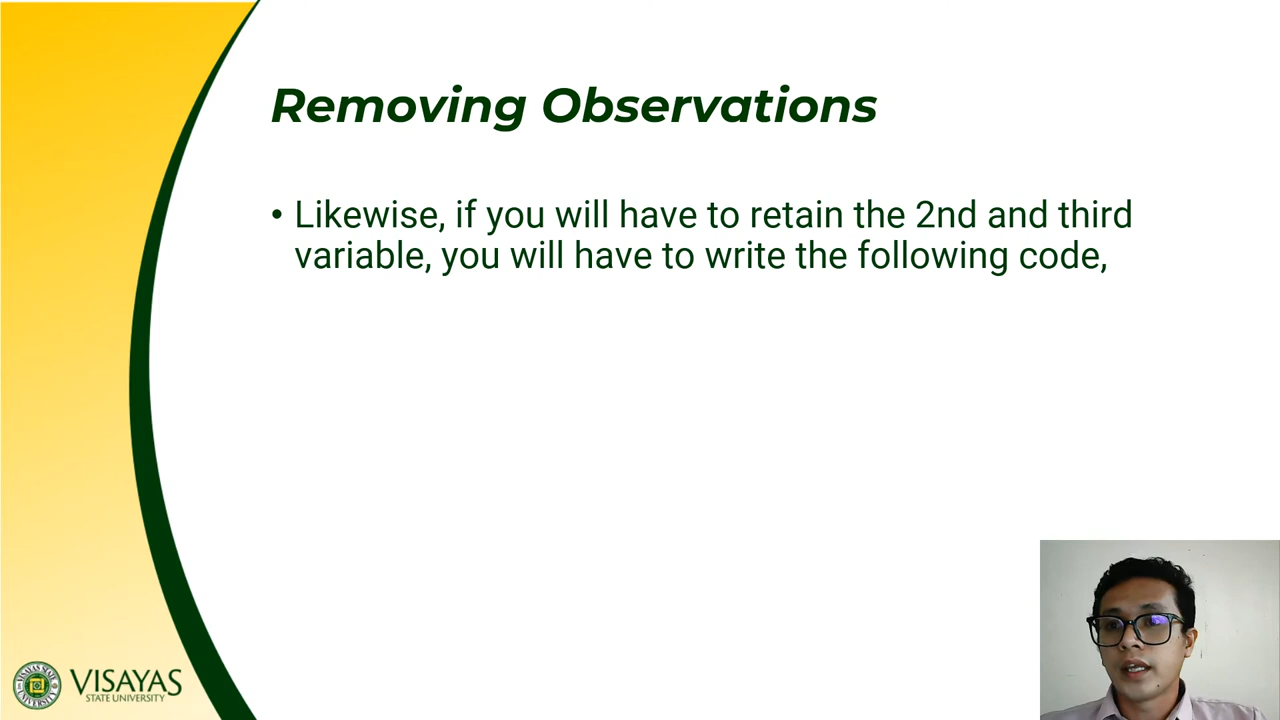 Removing Observations
• Likewise, if you will have to retain the 2nd and third
variable, you will have to write the following code,
VISAYAS
STATE UNIVERSITY